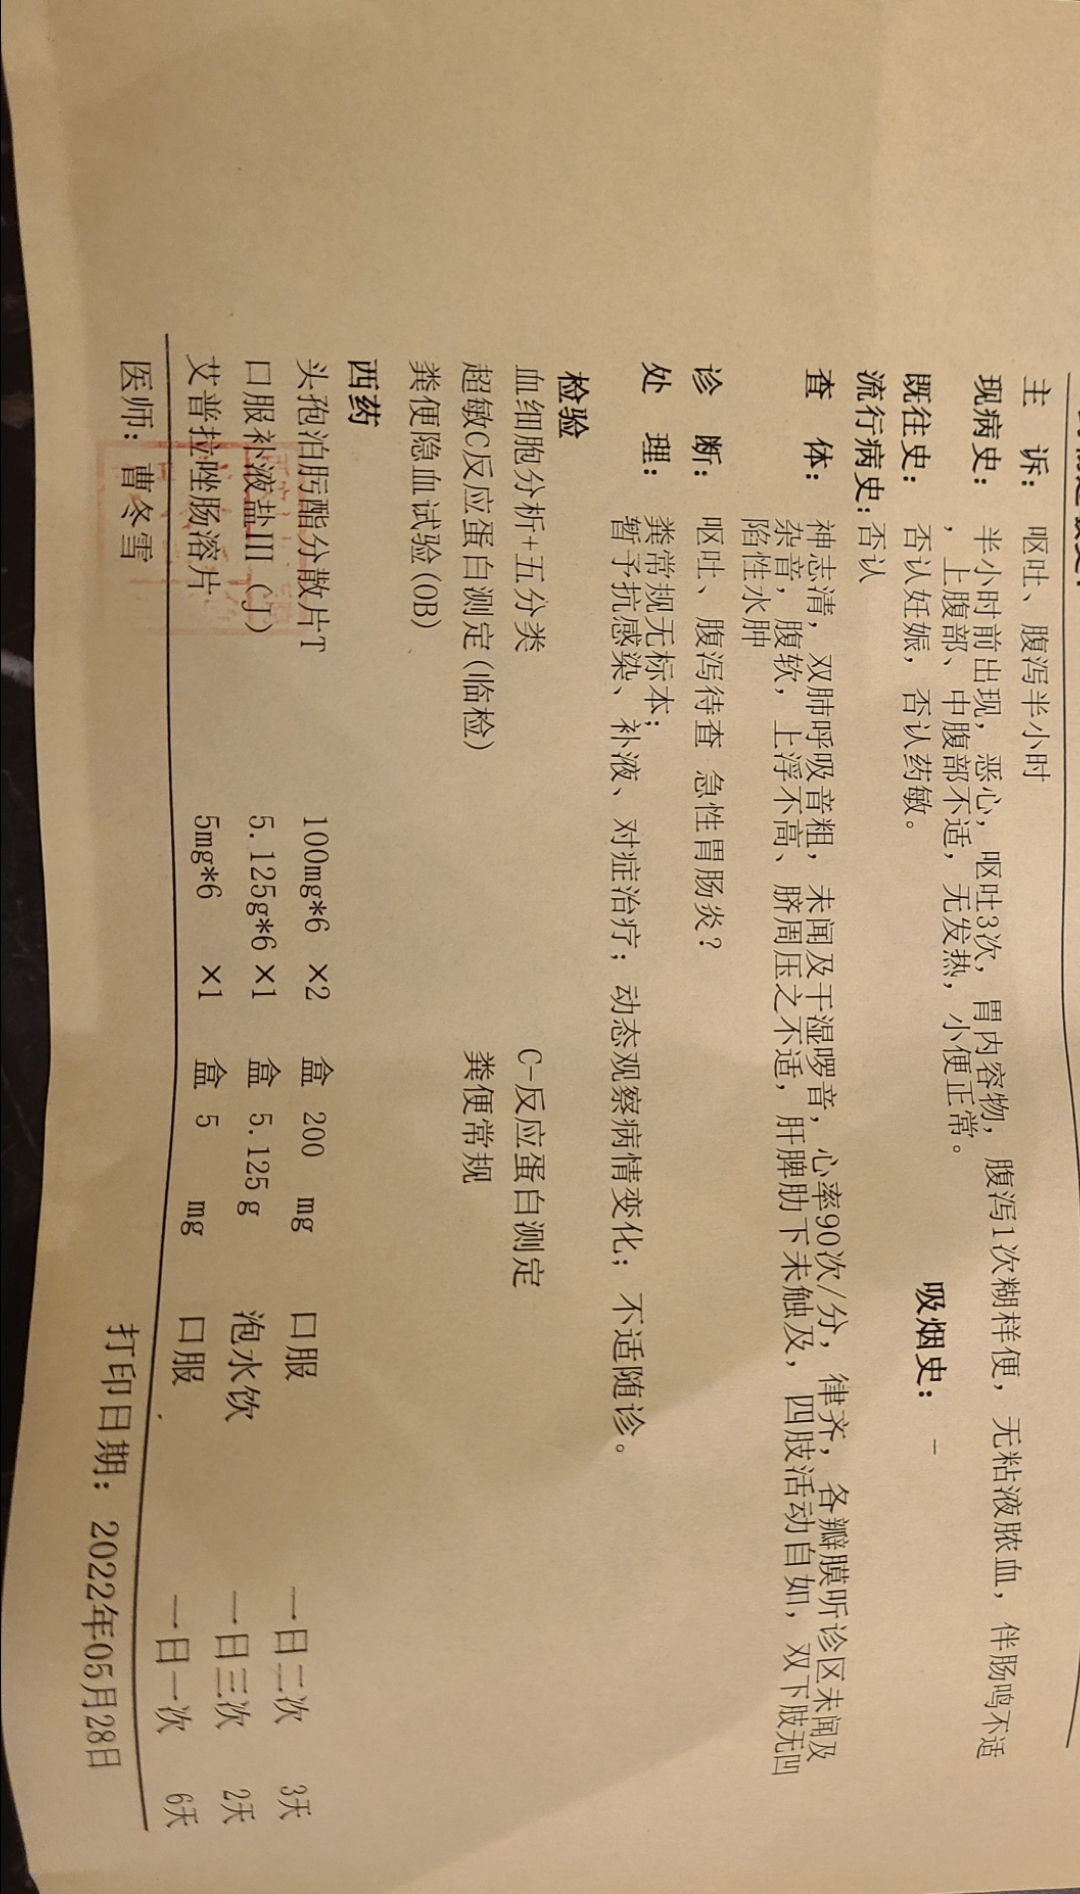 主 诉： 呕吐、腹泻半小时
现病史： 半小时前出现，恶心，呕吐3次，胃内容物，腹泻1次糊样便，无粘液脓血，伴肠鸣不适
，上腹部、中腹部不适，无发热，小便正常。
既往史： 否认妊娠，否认药敏。 吸烟史： -
流行病史：否认
查 体： 神志清，双肺呼吸音粗，未闻及干湿啰音，心率90次/分，律齐，各瓣膜听诊区未闻及
杂音，腹软，上浮不高、脐周压之不适，肝脾肋下未触及，四肢活动自如，双下肢无凹
陷性水肿
诊 断： 呕吐、腹泻待查 急性胃肠炎？
处 理： 粪常规无标本；
暂予抗感染、补液、对症治疗；动态观察病情变化；不适随诊。
检验
血细胞分析+五分类 C-反应蛋白测定
超敏C反应蛋白测定(临检) 粪便常规
粪便隐血试验(OB)
西药
头孢泊肟酯分散片T 100mg*6 ×2 盒 200 mg 口服 一日二次 3天
口服补液盐III（J） 5.125g*6 ×1 盒 5.125g 泡水饮 一日三次 2天
艾普拉唑肠溶片 5mg*6 ×1 盒 5 mg 口服 一日一次 6天
医师： 曹冬雪 打印日期： 2022年05月28日